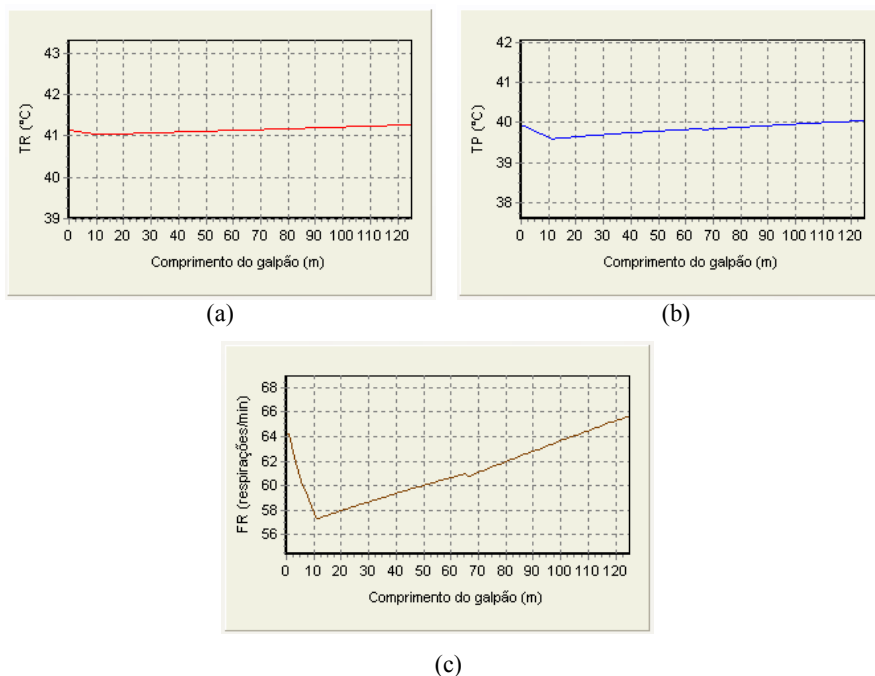 43
42
41
40
39
TR (°C)
0 10 20 30 40 50 60 70 80 90 100 110 120
Comprimento do galpão (m)
(a)
42
41
40
39
38
TP (°C)
0 10 20 30 40 50 60 70 80 90 100 110 120
Comprimento do galpão (m)
(b)
68
66
64
62
60
58
56
FR (respirações/min)
0 10 20 30 40 50 60 70 80 90 100 110 120
Comprimento do galpão (m)
(c)